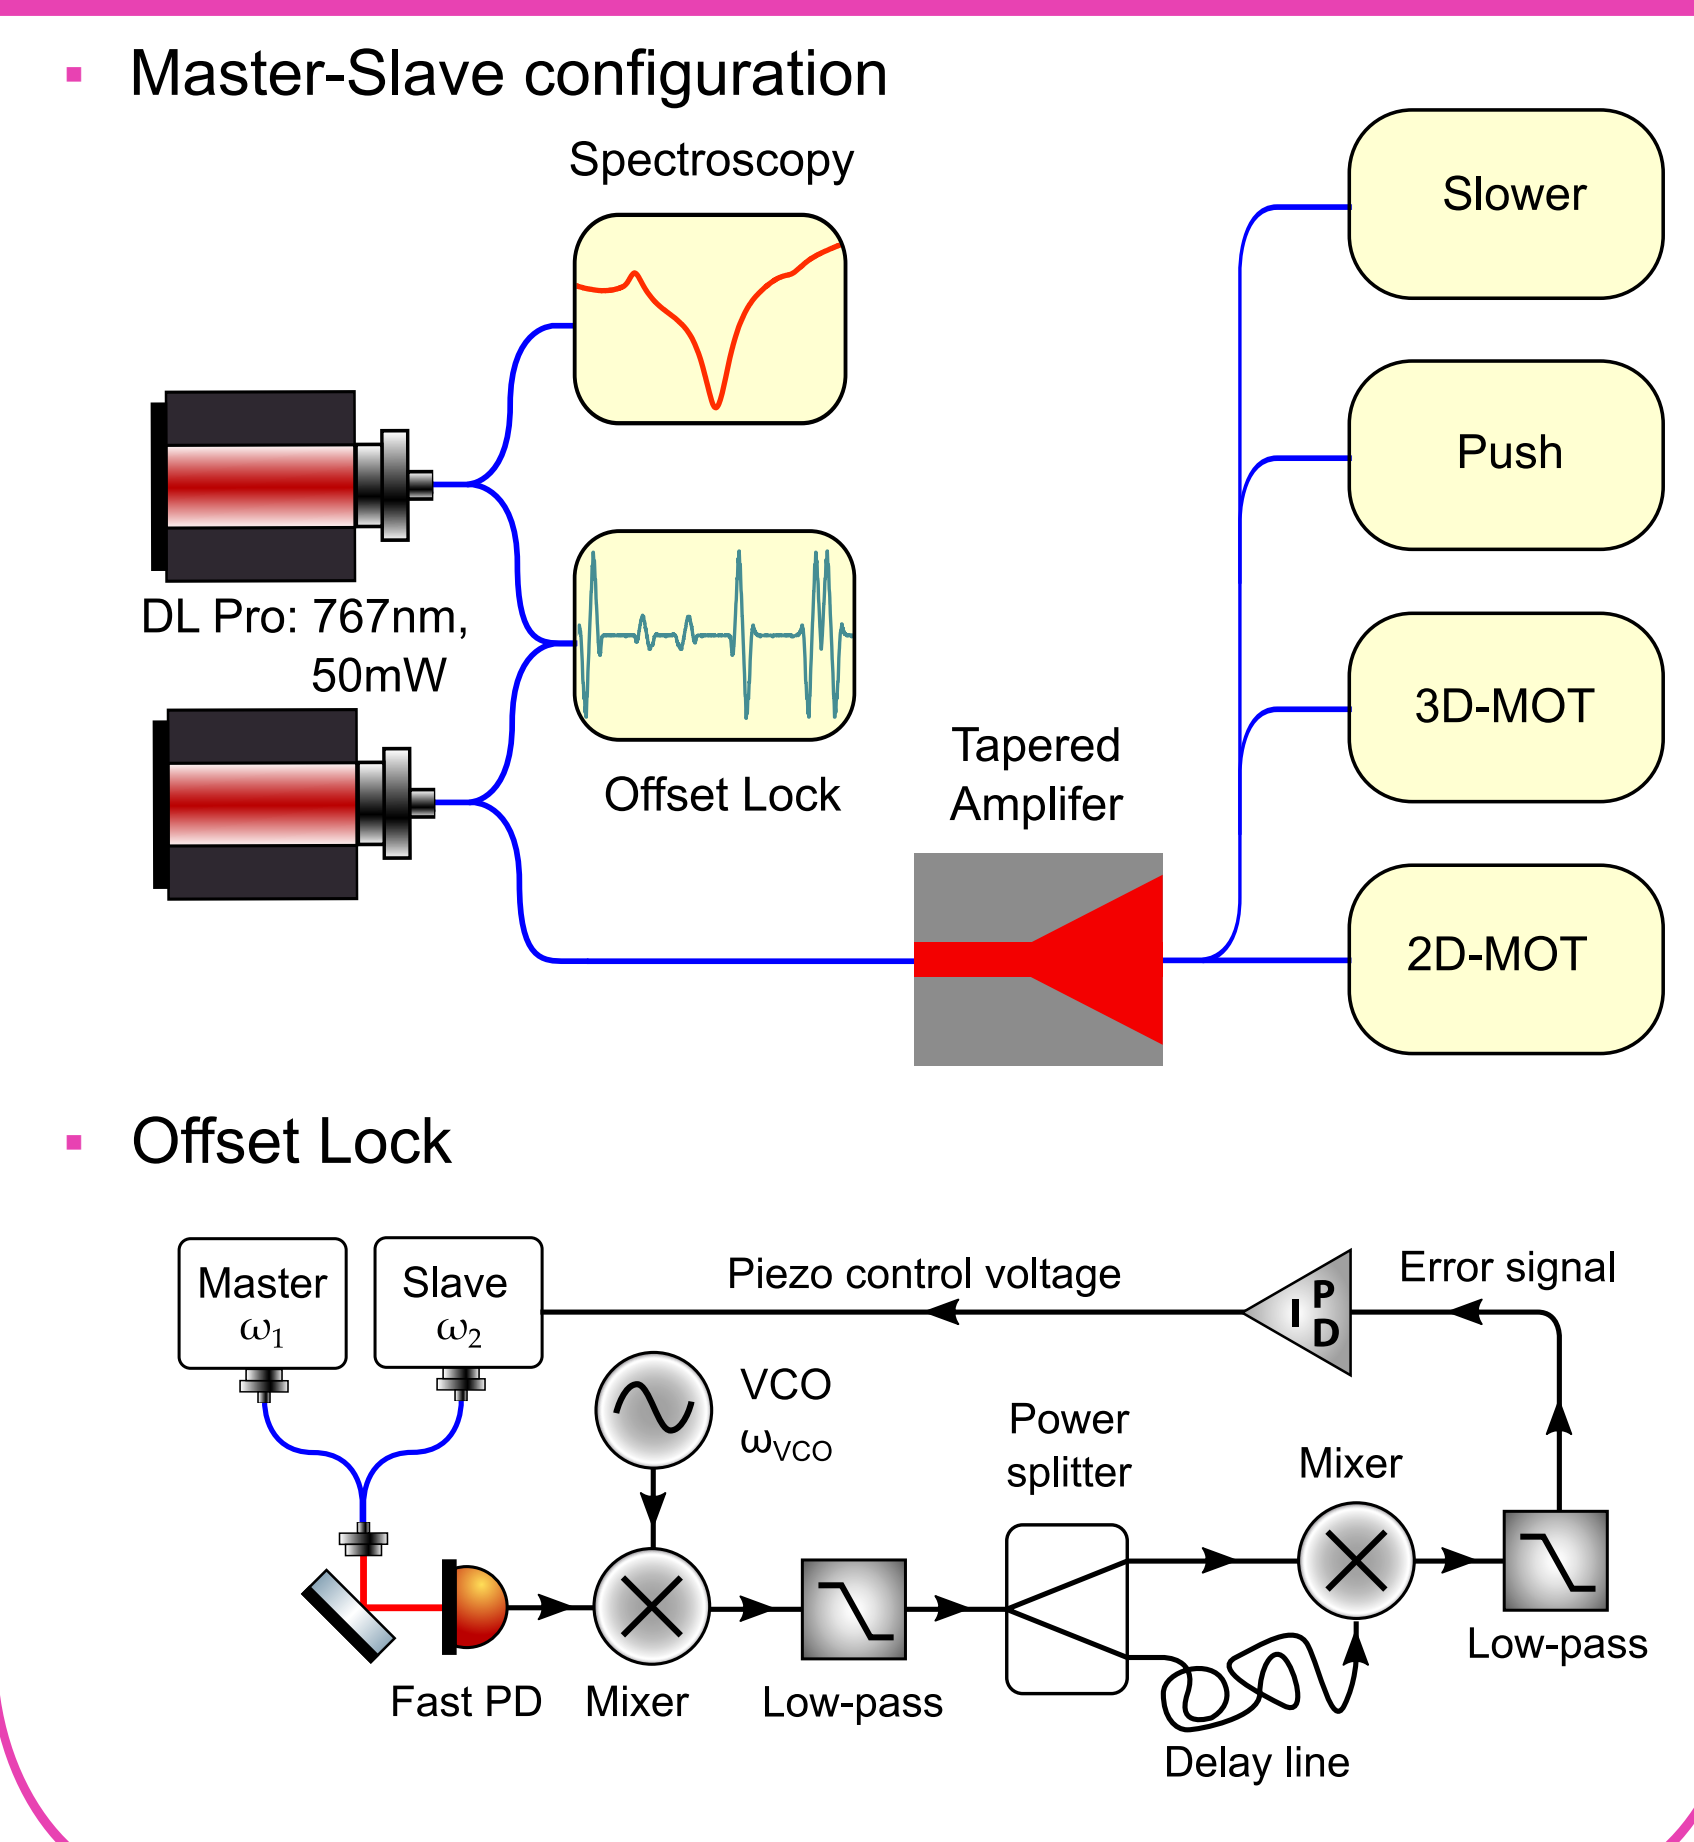 Master-Slave configuration
Spectroscopy
Slower
Push
DL Pro: 767nm,
50mW
3D-MOT
Tapered
Amplifer
Offset Lock
2D-MOT
Offset Lock
Master
ω1
Slave
ω2
Piezo control voltage
I P D
Error signal
VCO
ωVCO
Power
splitter
Mixer
Low-pass
Fast PD
Mixer
Low-pass
Delay line